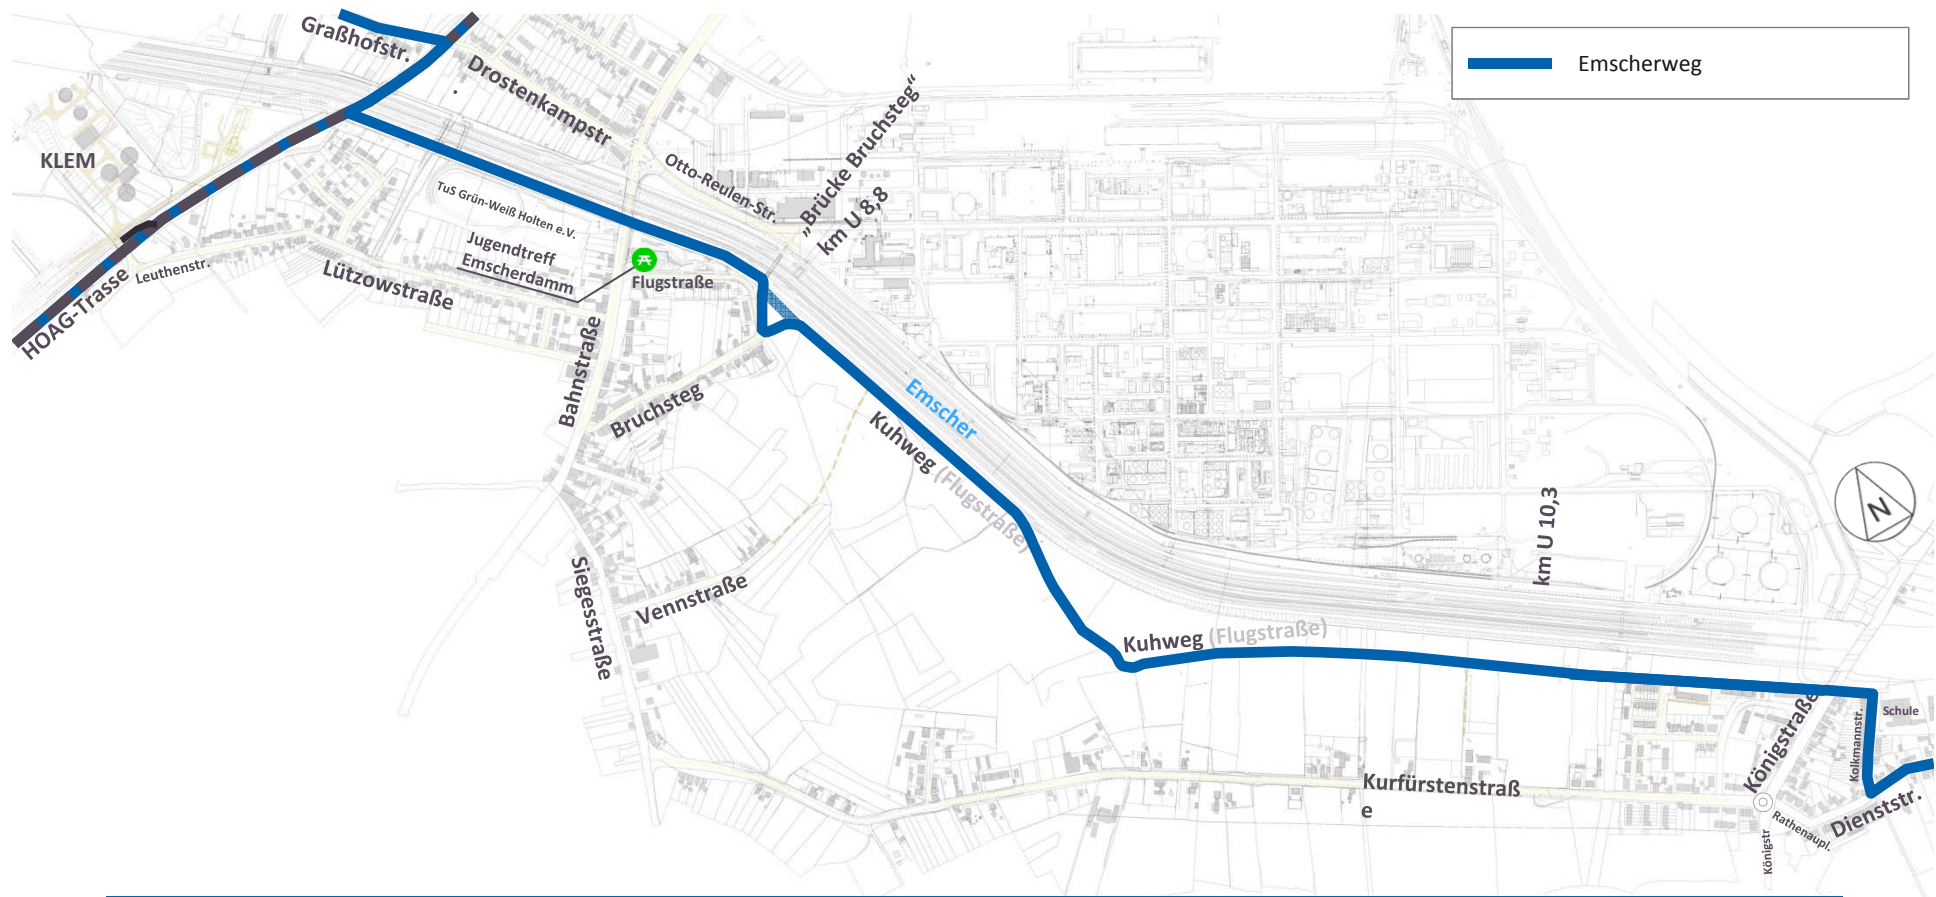 Graßhofstr.
Drostenkampstr
.
Emscherweg
KLEM
Otto-Reulen-Str.
„Brücke Bruchsteg“
km U 8,8
TuS Grün-Weiß Holten e.V.
Jugendtreff
Emscherdamm
Leuthenstr.
Lützowstraße
Flugstraße
HOAG-Trasse
Bahnstraße
Bruchsteg
Emscher
Kuhweg (Flugstraße)
km U 10,3
N
Siegesstraße
Vennstraße
Kuhweg (Flugstraße)
Königstraße
Kolkmannstr.
Schule
Kurfürstenstraß
e
Dienststr.
Rathenaupl.
Königstr